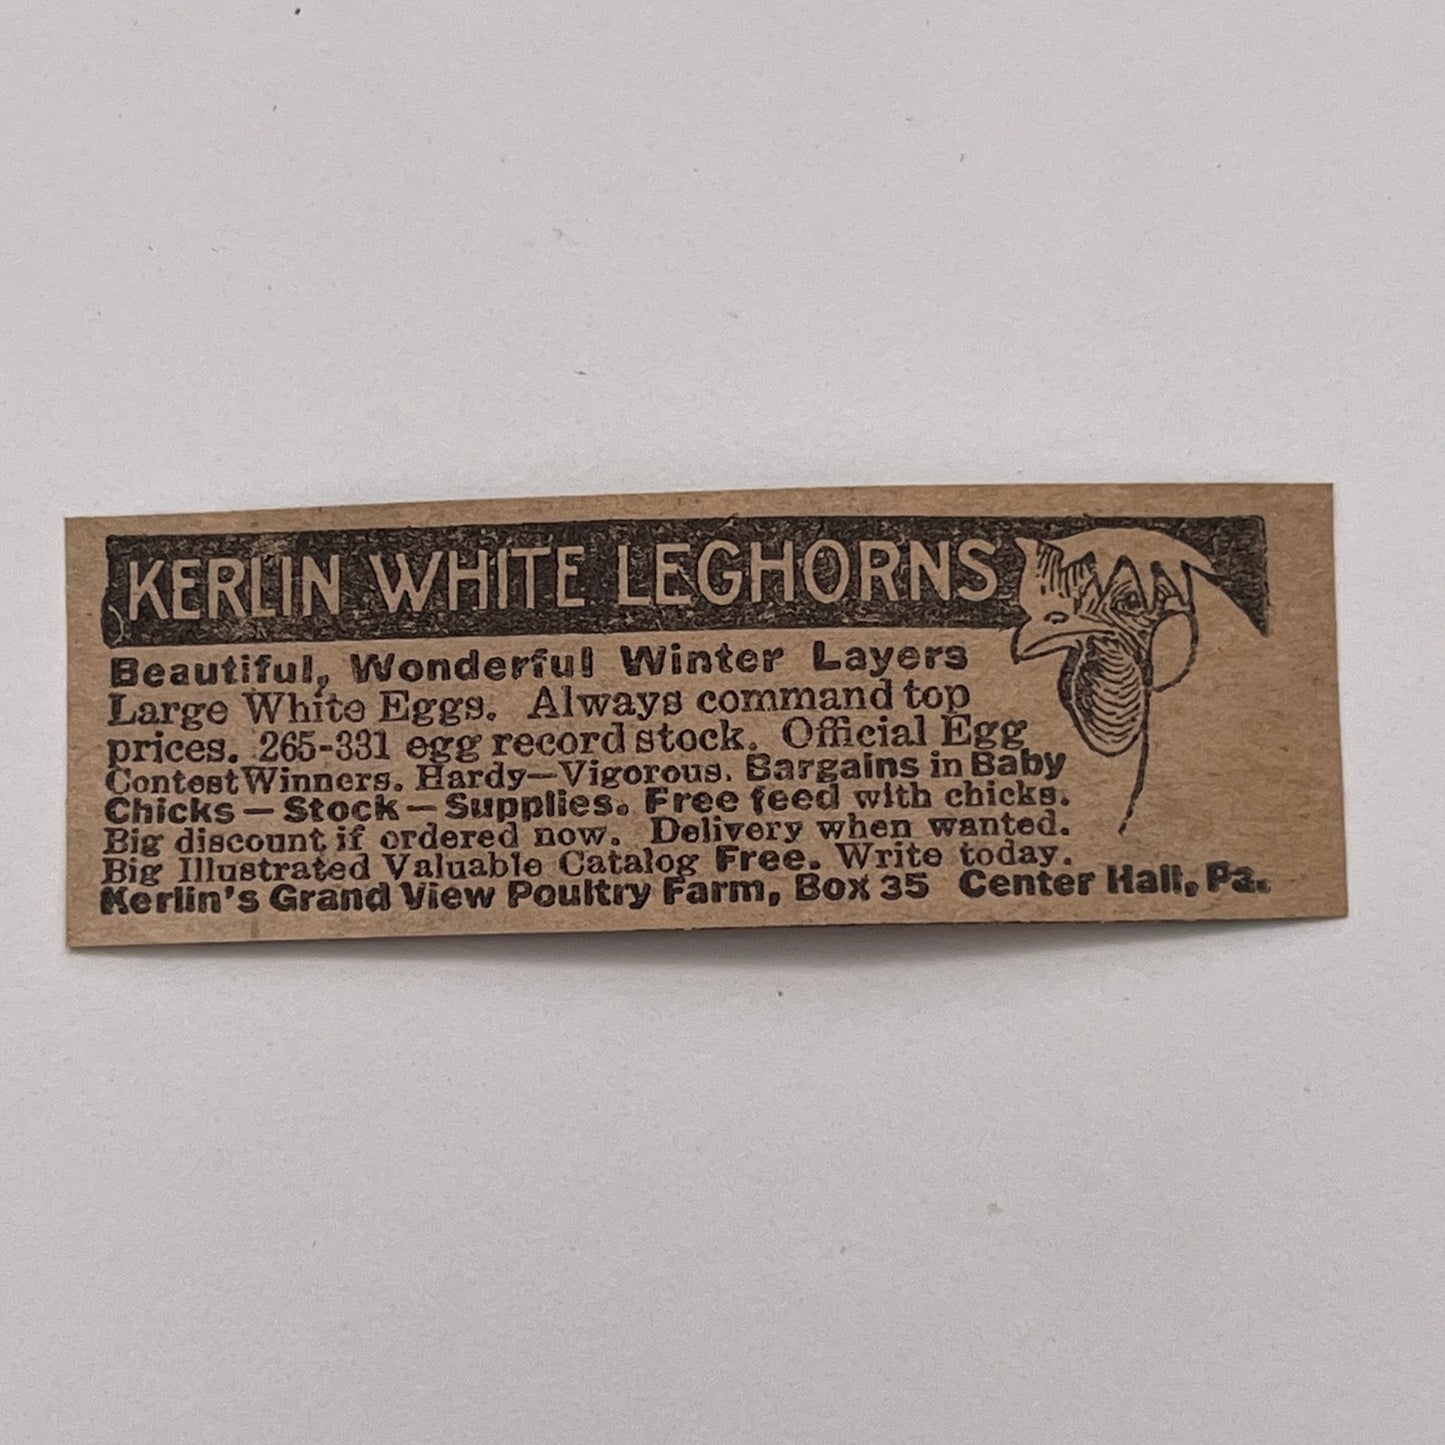 KERLIN WHITE LEGHORNS
Beautiful, Wonderful Winter Layers
Large White Eggs. Always command top
prices. 265-331 egg record stock. Official Egg
Contest Winners. Hardy—Vigorous. Bargains in Baby
Chicks — Stock — Supplies. Free feed with chicks.
Big discount if ordered now. Delivery when wanted.
Big Illustrated Valuable Catalog Free. Write today.
Kerlin's Grand View Poultry Farm, Box 35 Center Hall, Pa.